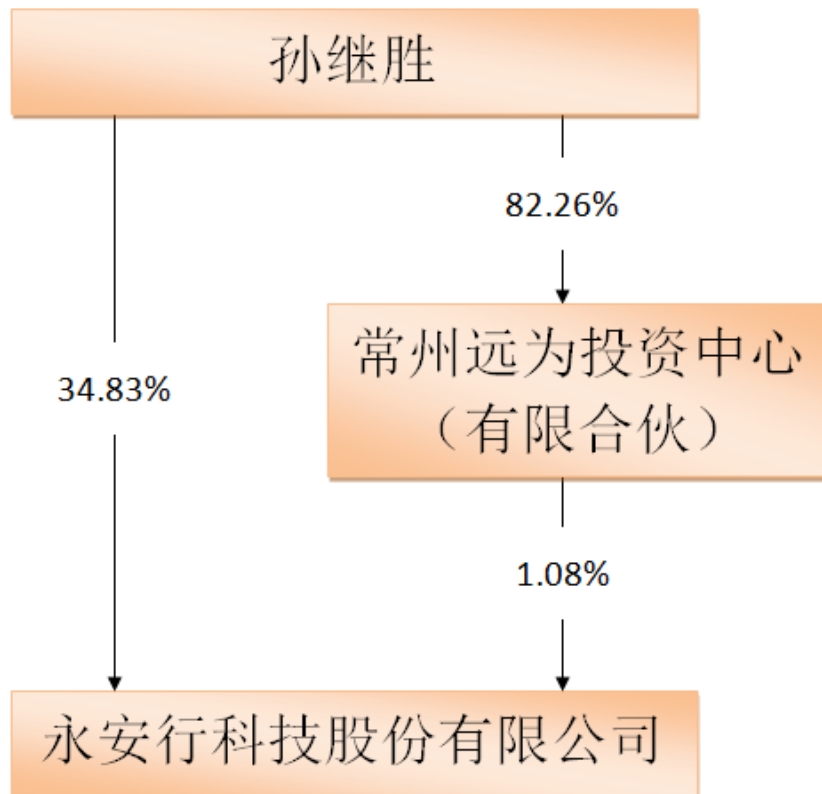 孙继胜
82.26%
常州远为投资中心
（有限合伙）
34.83%
1.08%
永安行科技股份有限公司